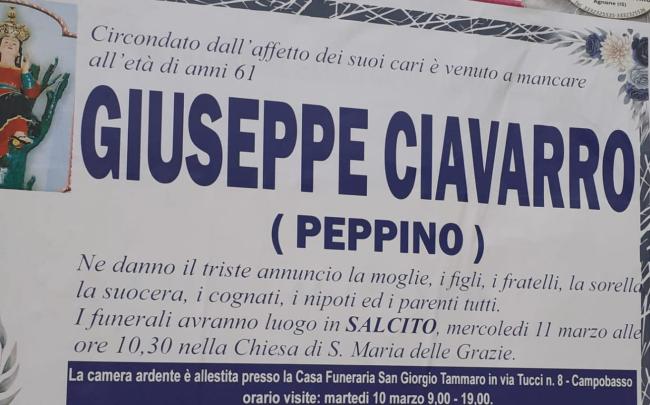 Agnone (IS)
Circondato dall'affetto dei suoi cari è venuto a mancare
all'età di anni 61
GIUSEPPE CIAVARRO
( PEPPINO )
Ne danno il triste annuncio la moglie, i figli, i fratelli, la sorella
la suocera, i cognati, i nipoti ed i parenti tutti.
I funerali avranno luogo in SALCITO, mercoledì 11 marzo alle
ore 10,30 nella Chiesa di S. Maria delle Grazie.
La camera ardente è allestita presso la Casa Funeraria San Giorgio Tammaro in via Tucci n. 8 - Campobasso
orario visite: martedì 10 marzo 9,00 - 19,00.